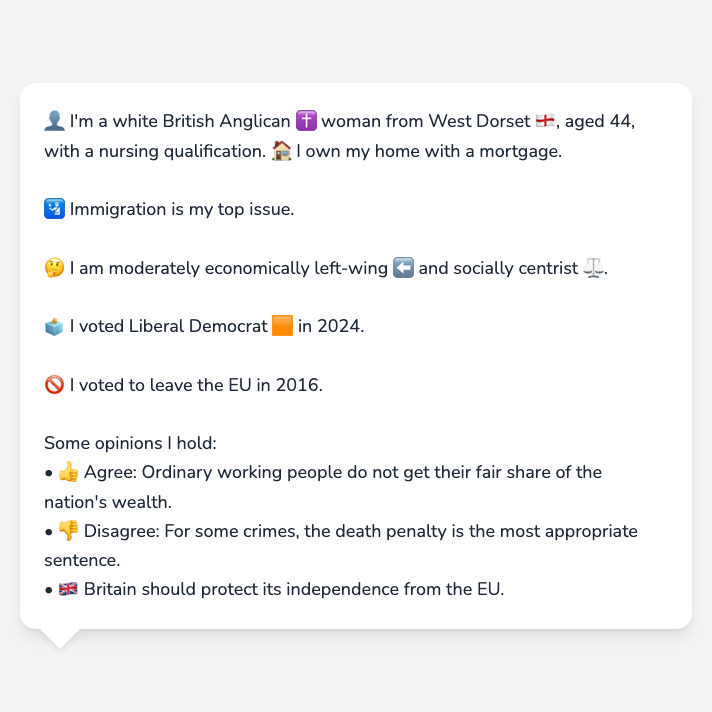 👤 I'm a white British Anglican ✝️ woman from West Dorset 🏴󠁧󠁢󠁥󠁮󠁧󠁿, aged 44,
with a nursing qualification. 🏠 I own my home with a mortgage.
🛂 Immigration is my top issue.
🤔 I am moderately economically left-wing ⬅️ and socially centrist ⚖️.
🗳️ I voted Liberal Democrat 🟧 in 2024.
🚫 I voted to leave the EU in 2016.
Some opinions I hold:
• 👍 Agree: Ordinary working people do not get their fair share of the
nation's wealth.
• 👎 Disagree: For some crimes, the death penalty is the most appropriate
sentence.
• 🇬🇧 Britain should protect its independence from the EU.